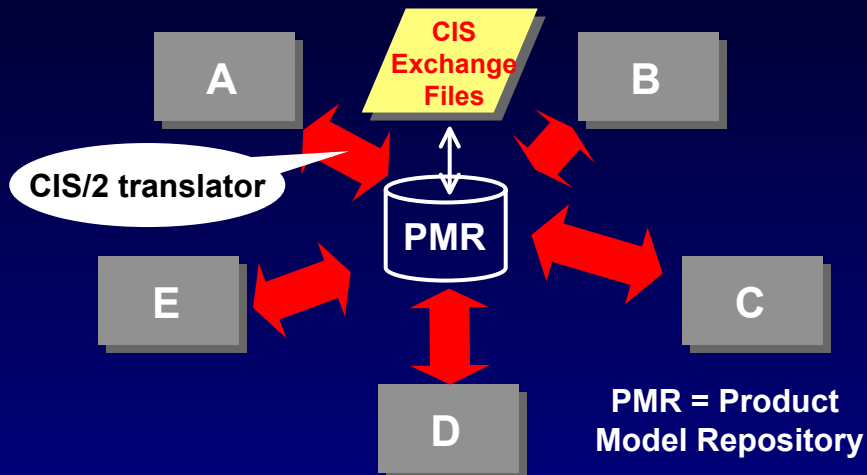 CIS
Exchange
Files
A
B
CIS/2 translator
PMR
E
C
D
PMR = Product
Model Repository